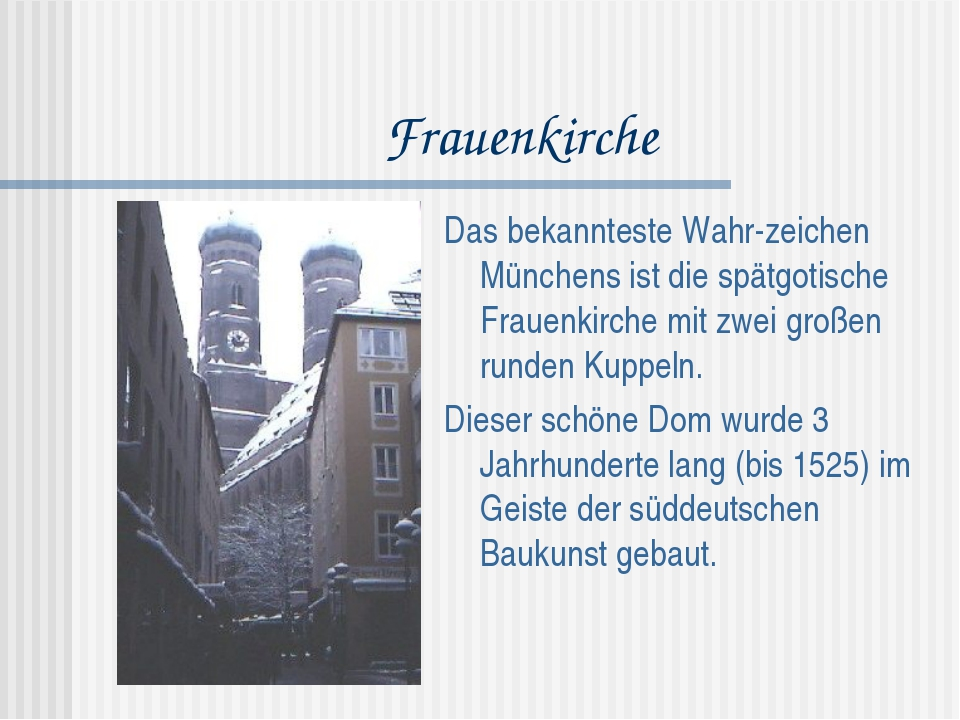 Frauenkirche
Das bekannteste Wahr-zeichen
Münchens ist die spätgotische
Frauenkirche mit zwei großen
runden Kuppeln.
Dieser schöne Dom wurde 3
Jahrhunderte lang (bis 1525) im
Geiste der süddeutschen
Baukunst gebaut.